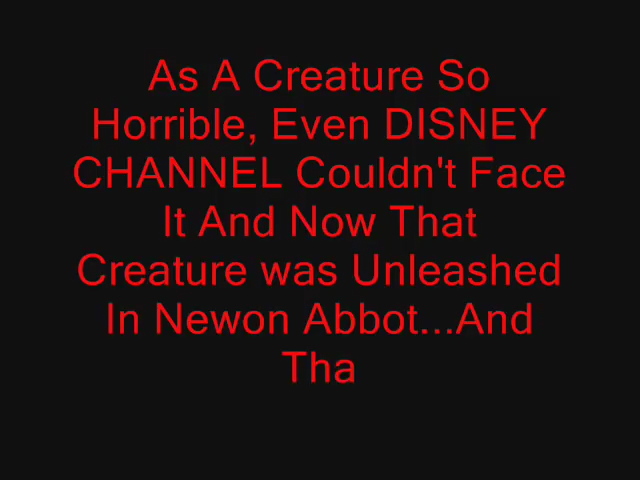 As A Creature So
Horrible, Even DISNEY
CHANNEL Couldn't Face
It And Now That
Creature was Unleashed
In Newon Abbot...And
Tha